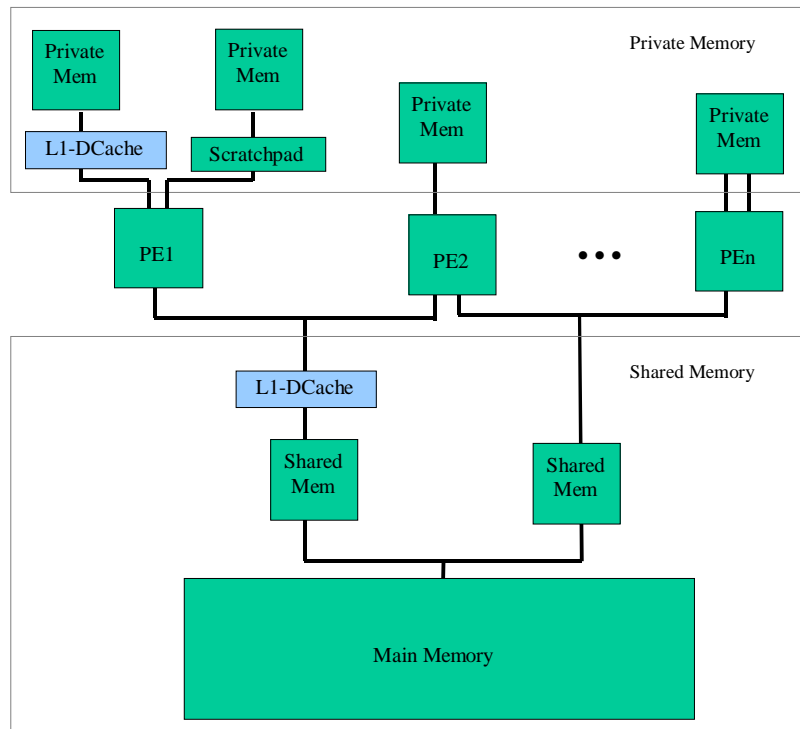 Private
Mem
Private
Mem
Private Memory
Private
Mem
Private
Mem
L1-DCache
Scratchpad
PE1
PE2
•••
PEn
Shared Memory
L1-DCache
Shared
Mem
Shared
Mem
Main Memory